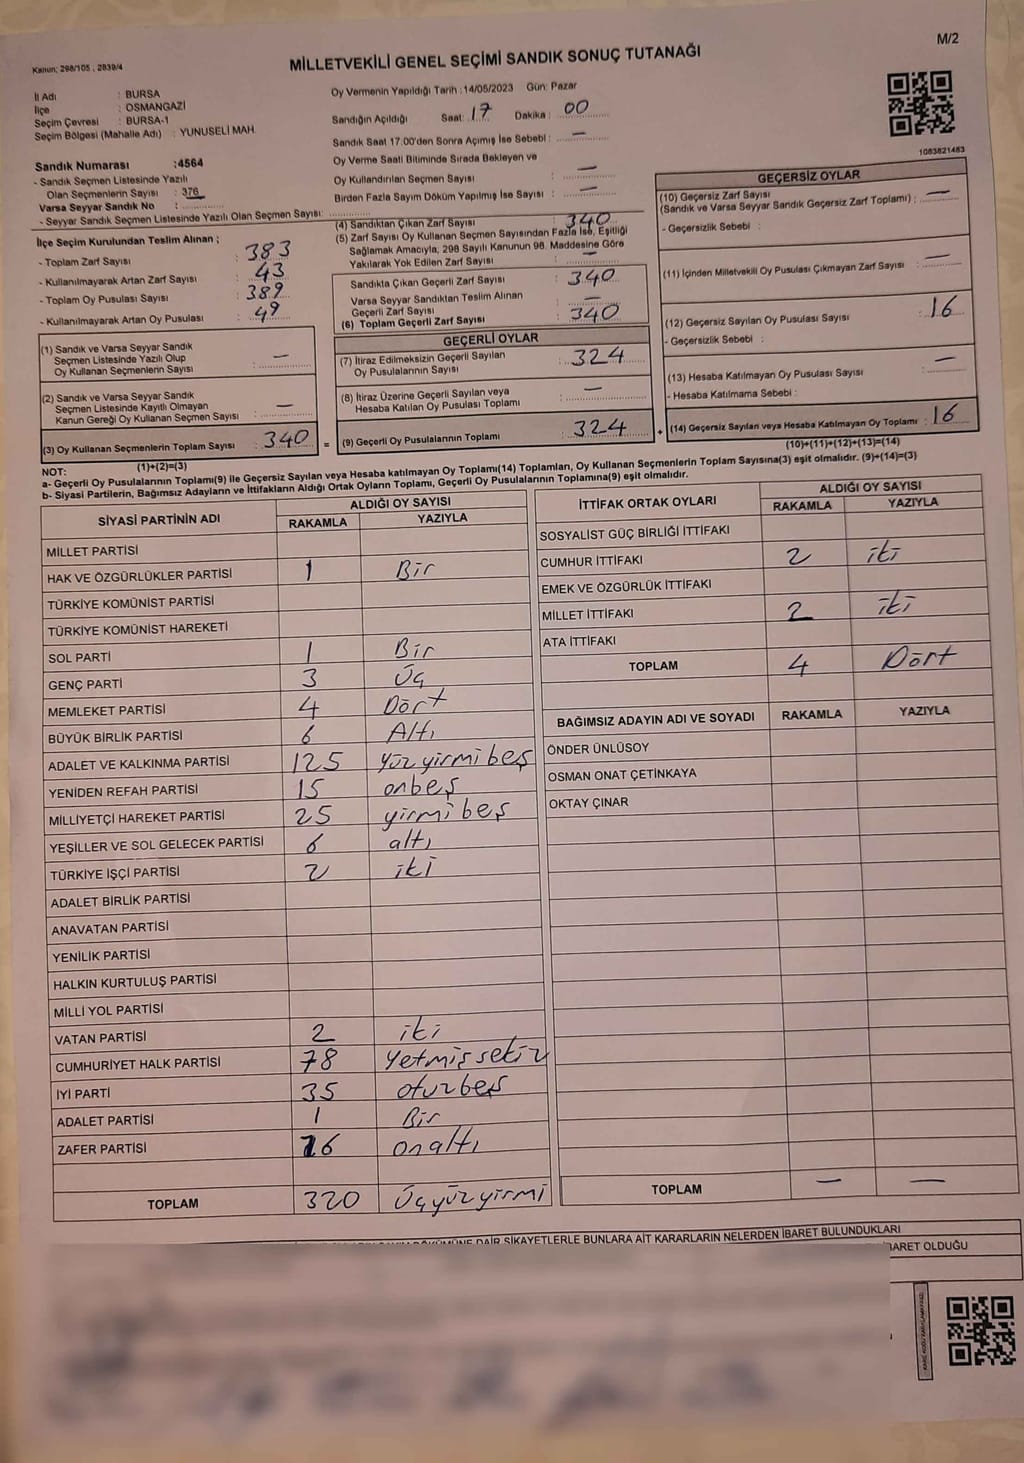 M/2
Kanun: 298/105 , 2839/4
MİLLETVEKİLİ GENEL SEÇİMİ SANDIK SONUÇ TUTANAĞI
İl Adı : BURSA
İlçe : OSMANGAZİ
Seçim Çevresi : BURSA-1
Seçim Bölgesi (Mahalle Adı) : YUNUSELİ MAH.
Sandık Numarası :4564
- Sandık Seçmen Listesinde Yazılı
Olan Seçmenlerin Sayısı : 376
Varsa Seyyar Sandık No :
- Seyyar Sandık Seçmen Listesinde Yazılı Olan Seçmen Sayısı:
Oy Vermenin Yapıldığı Tarih :14/05/2023 Gün: Pazar
Sandığın Açıldığı Saat: 17 Dakika : 00
Sandık Saat 17:00'den Sonra Açılmış İse Sebebi : —
Oy Verme Saati Bitiminde Sırada Bekleyen ve
Oy Kullandırılan Seçmen Sayısı : —
Birden Fazla Sayım Döküm Yapılmış İse Sayısı : —
1083821483
İlçe Seçim Kurulundan Teslim Alınan ;
- Toplam Zarf Sayısı : 383
- Kullanılmayarak Artan Zarf Sayısı : 43
- Toplam Oy Pusulası Sayısı : 389
- Kullanılmayarak Artan Oy Pusulası : 49
(4) Sandıktan Çıkan Zarf Sayısı : 340
(5) Zarf Sayısı Oy Kullanan Seçmen Sayısından Fazla İse, Eşitliği
Sağlamak Amacıyla, 298 Sayılı Kanunun 98. Maddesine Göre
Yakılarak Yok Edilen Zarf Sayısı : —
Sandıkta Çıkan Geçerli Zarf Sayısı : 340
Varsa Seyyar Sandıktan Teslim Alınan
Geçerli Zarf Sayısı : —
(6) Toplam Geçerli Zarf Sayısı : 340
GEÇERSİZ OYLAR
(10) Geçersiz Zarf Sayısı
(Sandık ve Varsa Seyyar Sandık Geçersiz Zarf Toplamı) : —
- Geçersizlik Sebebi :
(11) İçinden Milletvekili Oy Pusulası Çıkmayan Zarf Sayısı : —
(12) Geçersiz Sayılan Oy Pusulası Sayısı : 16
- Geçersizlik Sebebi :
(13) Hesaba Katılmayan Oy Pusulası Sayısı : —
- Hesaba Katılmama Sebebi :
(14) Geçersiz Sayılan veya Hesaba Katılmayan Oy Toplamı : 16
(10)+(11)+(12)+(13)=(14)
(1) Sandık ve Varsa Seyyar Sandık
Seçmen Listesinde Yazılı Olup
Oy Kullanan Seçmenlerin Sayısı : —
(2) Sandık ve Varsa Seyyar Sandık
Seçmen Listesinde Kayıtlı Olmayan
Kanun Gereği Oy Kullanan Seçmen Sayısı : —
(3) Oy Kullanan Seçmenlerin Toplam Sayısı : 340 =
(1)+(2)=(3)
GEÇERLİ OYLAR
(7) İtiraz Edilmeksizin Geçerli Sayılan
Oy Pusulalarının Sayısı : 324
(8) İtiraz Üzerine Geçerli Sayılan veya
Hesaba Katılan Oy Pusulası Toplamı : —
(9) Geçerli Oy Pusulalarının Toplamı : 324 +
NOT:
a- Geçerli Oy Pusulalarının Toplamı(9) ile Geçersiz Sayılan veya Hesaba katılmayan Oy Toplamı(14) Toplamları, Oy Kullanan Seçmenlerin Toplam Sayısına(3) eşit olmalıdır. (9)+(14)=(3)
b- Siyasi Partilerin, Bağımsız Adayların ve İttifakların Aldığı Ortak Oyların Toplamı, Geçerli Oy Pusulalarının Toplamına(9) eşit olmalıdır.
SİYASİ PARTİNİN ADI ALDIĞI OY SAYISI
RAKAMLA YAZIYLA
MİLLET PARTİSİ
HAK VE ÖZGÜRLÜKLER PARTİSİ 1 Bir
TÜRKİYE KOMÜNİST PARTİSİ
TÜRKİYE KOMÜNİST HAREKETİ
SOL PARTİ 1 Bir
GENÇ PARTİ 3 Üç
MEMLEKET PARTİSİ 4 Dört
BÜYÜK BİRLİK PARTİSİ 6 Altı
ADALET VE KALKINMA PARTİSİ 125 Yüzyirmibeş
YENİDEN REFAH PARTİSİ 15 onbeş
MİLLİYETÇİ HAREKET PARTİSİ 25 yirmibeş
YEŞİLLER VE SOL GELECEK PARTİSİ 6 altı
TÜRKİYE İŞÇİ PARTİSİ 2 iki
ADALET BİRLİK PARTİSİ
ANAVATAN PARTİSİ
YENİLİK PARTİSİ
HALKIN KURTULUŞ PARTİSİ
MİLLİ YOL PARTİSİ
VATAN PARTİSİ 2 iki
CUMHURİYET HALK PARTİSİ 78 Yetmişsekiz
İYİ PARTİ 35 otuzbeş
ADALET PARTİSİ 1 Bir
ZAFER PARTİSİ 16 onaltı
TOPLAM 320 Üçyüzyirmi
İTTİFAK ORTAK OYLARI ALDIĞI OY SAYISI
RAKAMLA YAZIYLA
SOSYALİST GÜÇ BİRLİĞİ İTTİFAKI
CUMHUR İTTİFAKI 2 iki
EMEK VE ÖZGÜRLÜK İTTİFAKI
MİLLET İTTİFAKI 2 iki
ATA İTTİFAKI
TOPLAM 4 Dört
BAĞIMSIZ ADAYIN ADI VE SOYADI RAKAMLA YAZIYLA
ÖNDER ÜNLÜSOY
OSMAN ONAT ÇETİNKAYA
OKTAY ÇINAR
TOPLAM — —
DAİR ŞİKAYETLERLE BUNLARA AİT KARARLARIN NELERDEN İBARET BULUNDUKLARI
İBARET OLDUĞU